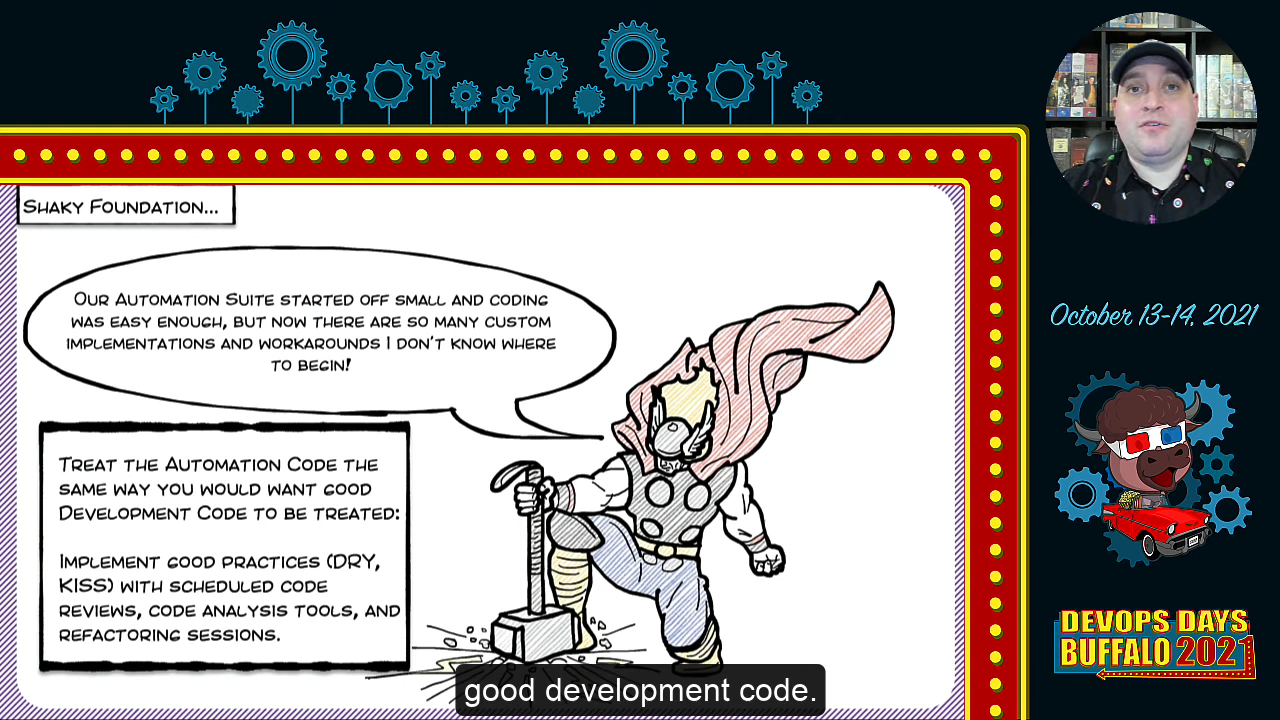 Shaky Foundation...
Our Automation Suite started off small and coding
was easy enough, but now there are so many custom
implementations and workarounds I don't know where
to begin!
Treat the Automation Code the
same way you would want good
Development Code to be treated:
Implement good practices (DRY,
KISS) with scheduled code
reviews, code analysis tools, and
refactoring sessions.
good development code.
October 13-14, 2021
DEVOPS DAYS
BUFFALO 2021